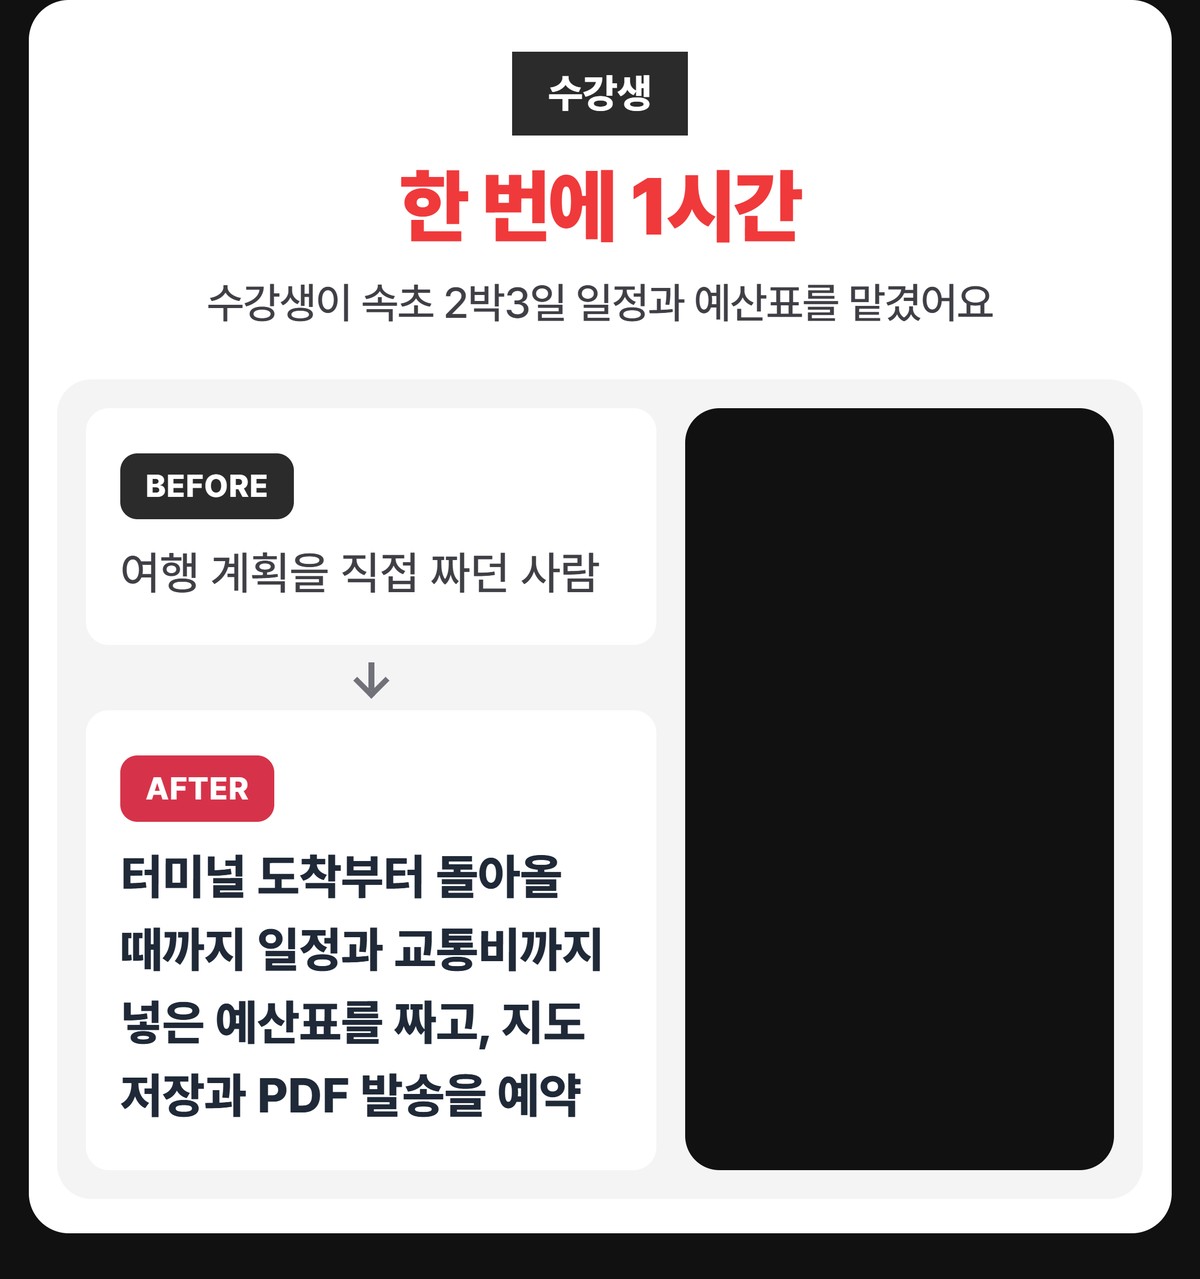 수강생
한 번에 1시간
수강생이 속초 2박3일 일정과 예산표를 맡겼어요
BEFORE
여행 계획을 직접 짜던 사람
↓
AFTER
터미널 도착부터 돌아올
때까지 일정과 교통비까지
넣은 예산표를 짜고, 지도
저장과 PDF 발송을 예약